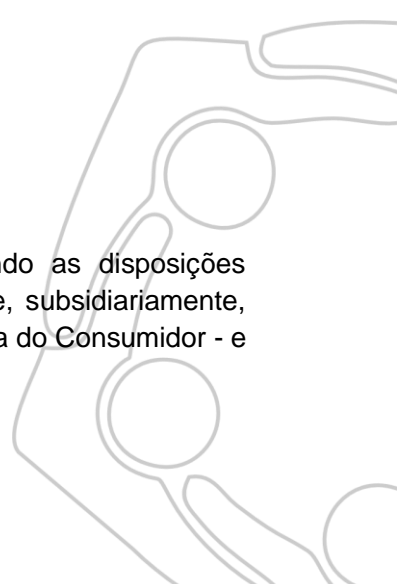 ndo as disposições
e, subsidiariamente,
a do Consumidor - e